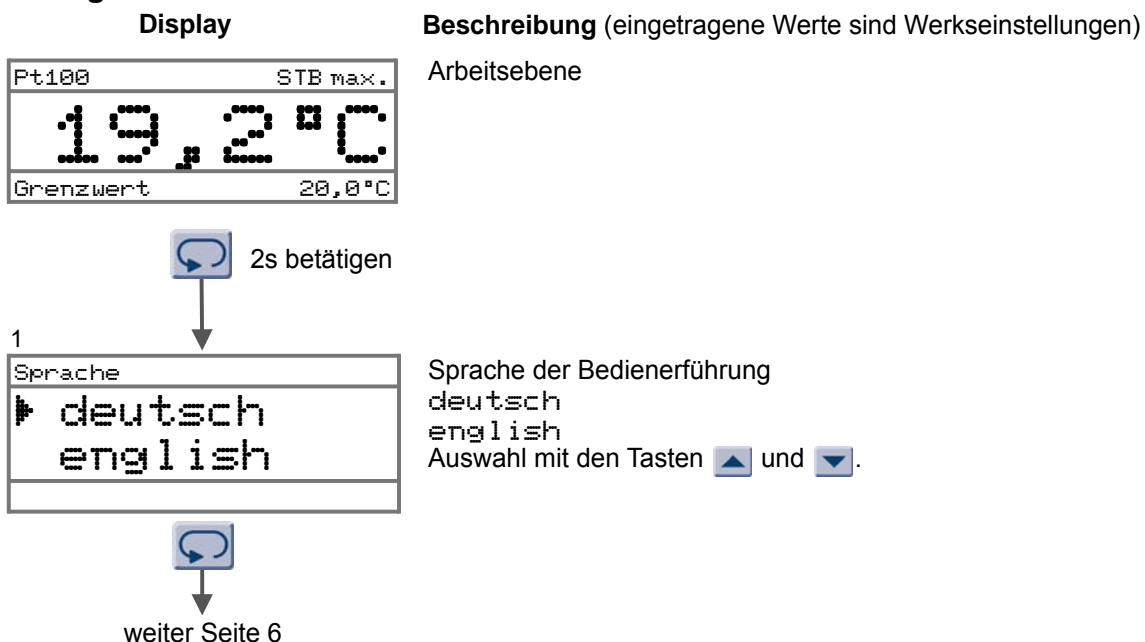 Display
Beschreibung (eingetragene Werte sind Werkseinstellungen)
Pt100 STB max.
19,2°C
Grenzwert 20,0°C
Arbeitsebene
2s betätigen
1
Sprache
deutsch
english
Sprache der Bedienerführung
deutsch
english
Auswahl mit den Tasten und .
weiter Seite 6